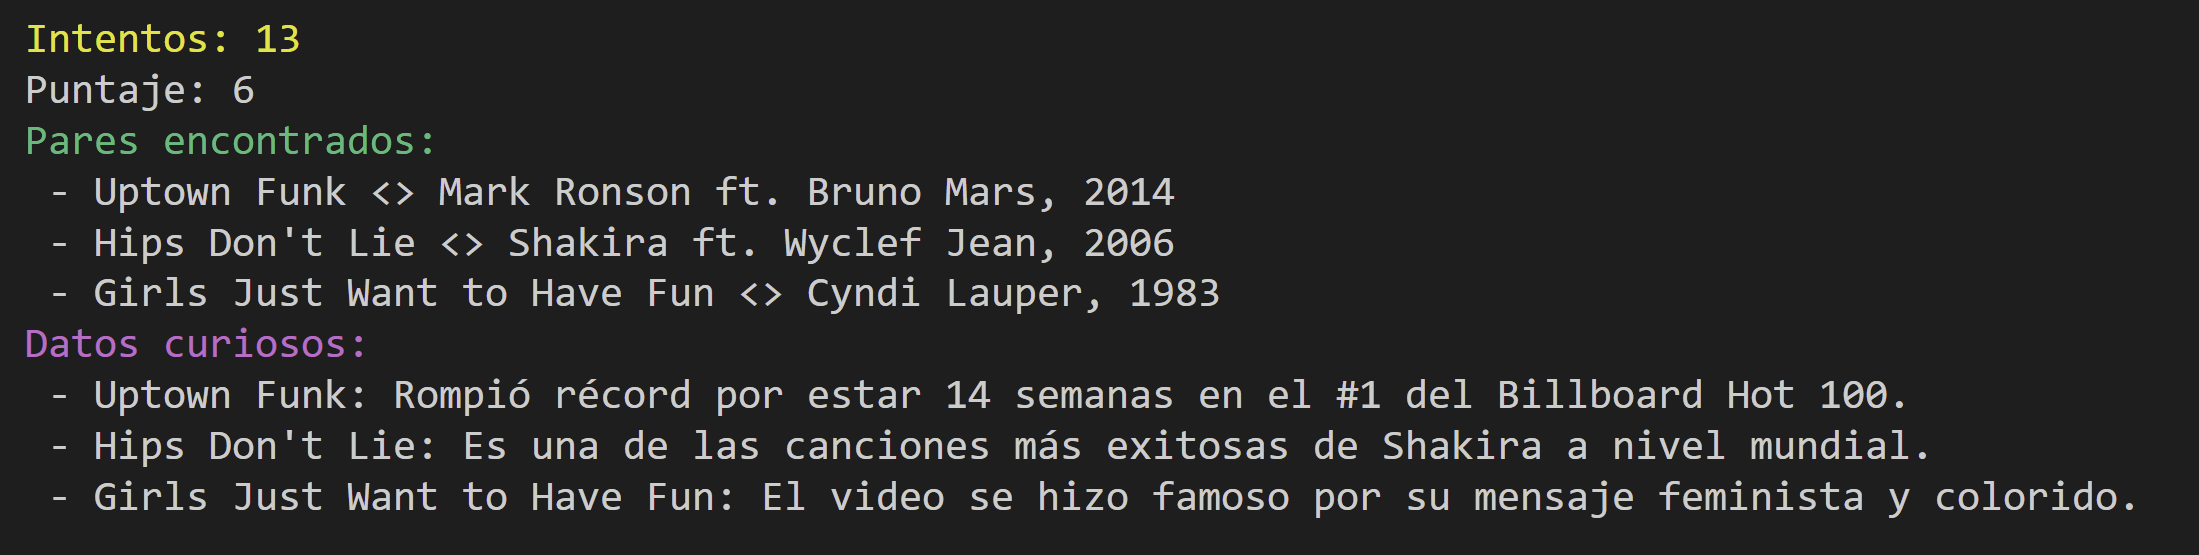 Intentos: 13
Puntaje: 6
Pares encontrados:
 - Uptown Funk <> Mark Ronson ft. Bruno Mars, 2014
 - Hips Don't Lie <> Shakira ft. Wyclef Jean, 2006
 - Girls Just Want to Have Fun <> Cyndi Lauper, 1983
Datos curiosos:
 - Uptown Funk: Rompió récord por estar 14 semanas en el #1 del Billboard Hot 100.
 - Hips Don't Lie: Es una de las canciones más exitosas de Shakira a nivel mundial.
 - Girls Just Want to Have Fun: El video se hizo famoso por su mensaje feminista y colorido.